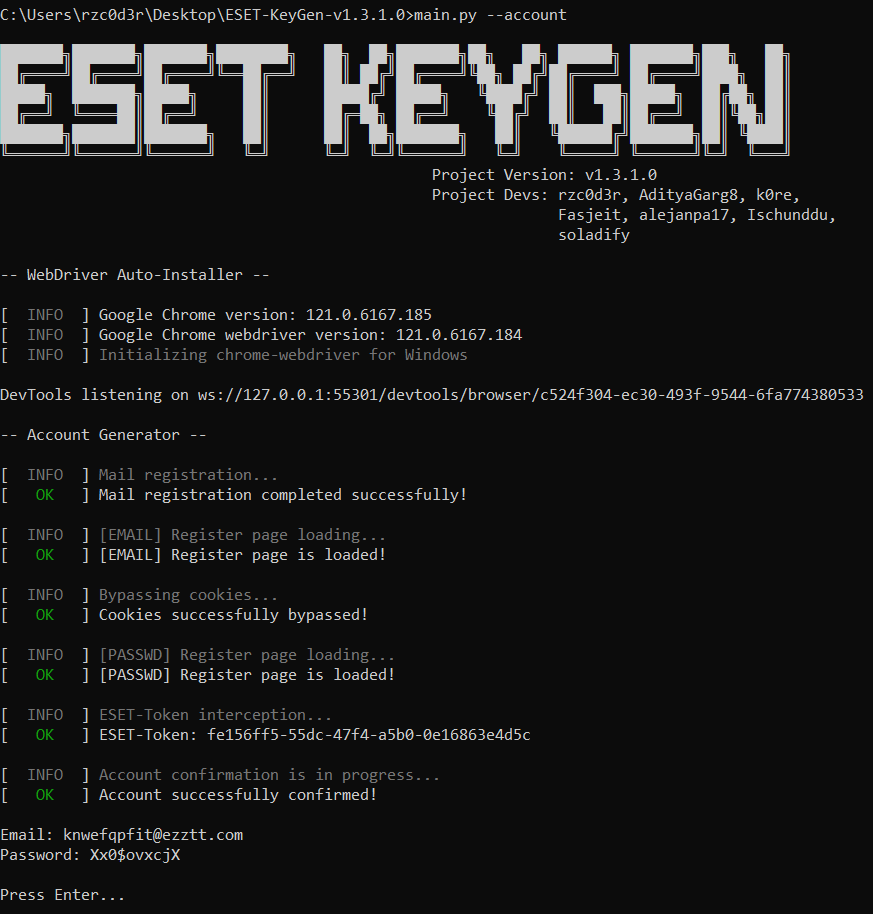 C:\Users\rzc0d3r\Desktop\ESET-KeyGen-v1.3.1.0>main.py --account
ESET KEYGEN
Project Version: v1.3.1.0
Project Devs: rzc0d3r, AdityaGarg8, k0re,
Fasjeit, alejanpa17, Ischunddu,
soladify
-- WebDriver Auto-Installer --
[ INFO ] Google Chrome version: 121.0.6167.185
[ INFO ] Google Chrome webdriver version: 121.0.6167.184
[ INFO ] Initializing chrome-webdriver for Windows
DevTools listening on ws://127.0.0.1:55301/devtools/browser/c524f304-ec30-493f-9544-6fa774380533
-- Account Generator --
[ INFO ] Mail registration...
[ OK ] Mail registration completed successfully!
[ INFO ] [EMAIL] Register page loading...
[ OK ] [EMAIL] Register page is loaded!
[ INFO ] Bypassing cookies...
[ OK ] Cookies successfully bypassed!
[ INFO ] [PASSWD] Register page loading...
[ OK ] [PASSWD] Register page is loaded!
[ INFO ] ESET-Token interception...
[ OK ] ESET-Token: fe156ff5-55dc-47f4-a5b0-0e16863e4d5c
[ INFO ] Account confirmation is in progress...
[ OK ] Account successfully confirmed!
Email: knwefqpfit@ezztt.com
Password: Xx0$ovxcjX
Press Enter...